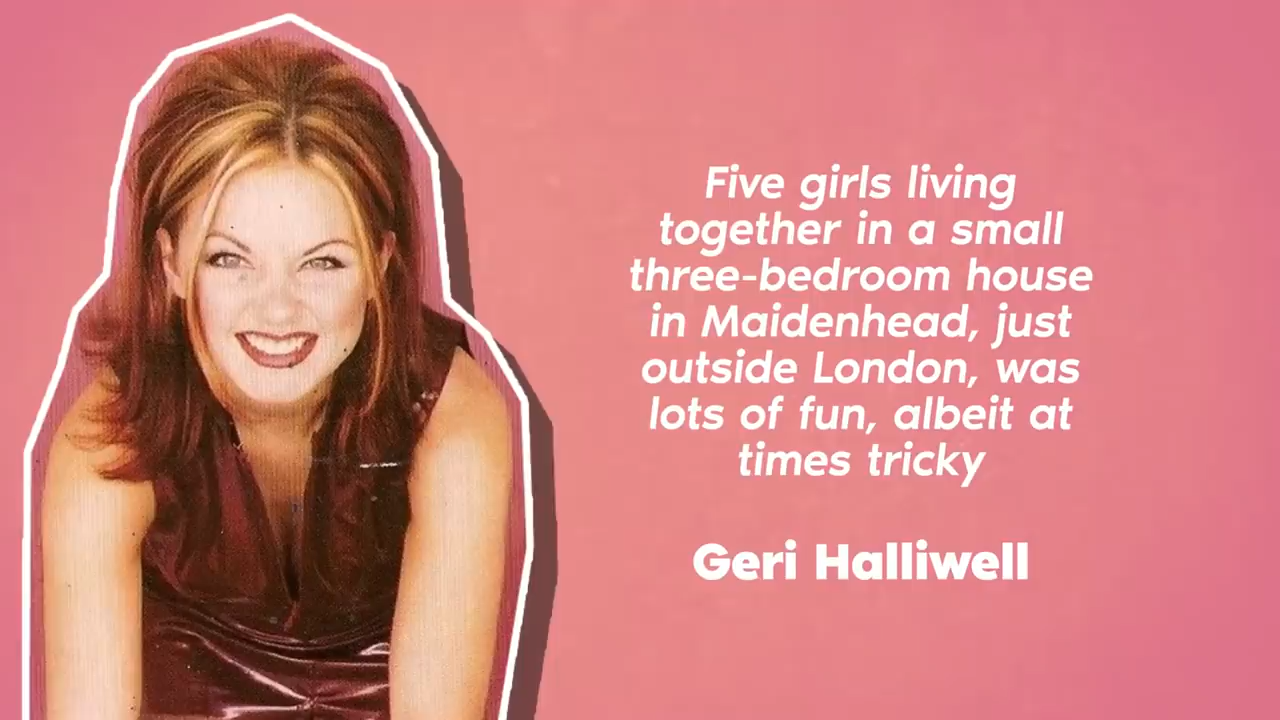 Five girls living
together in a small
three-bedroom house
in Maidenhead, just
outside London, was
lots of fun, albeit at
times tricky
Geri Halliwell